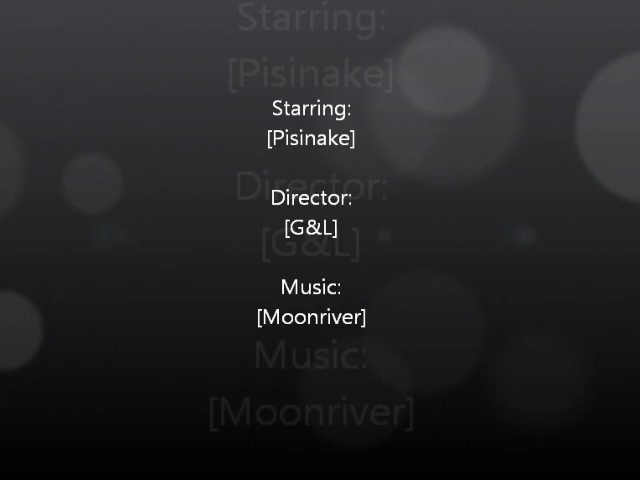 Starring:
[Pisinake]
Starring:
[Pisinake]
Director:
Director:
[G&L]
[G&L]
Music:
[Moonriver]
Music:
[Moonriver]